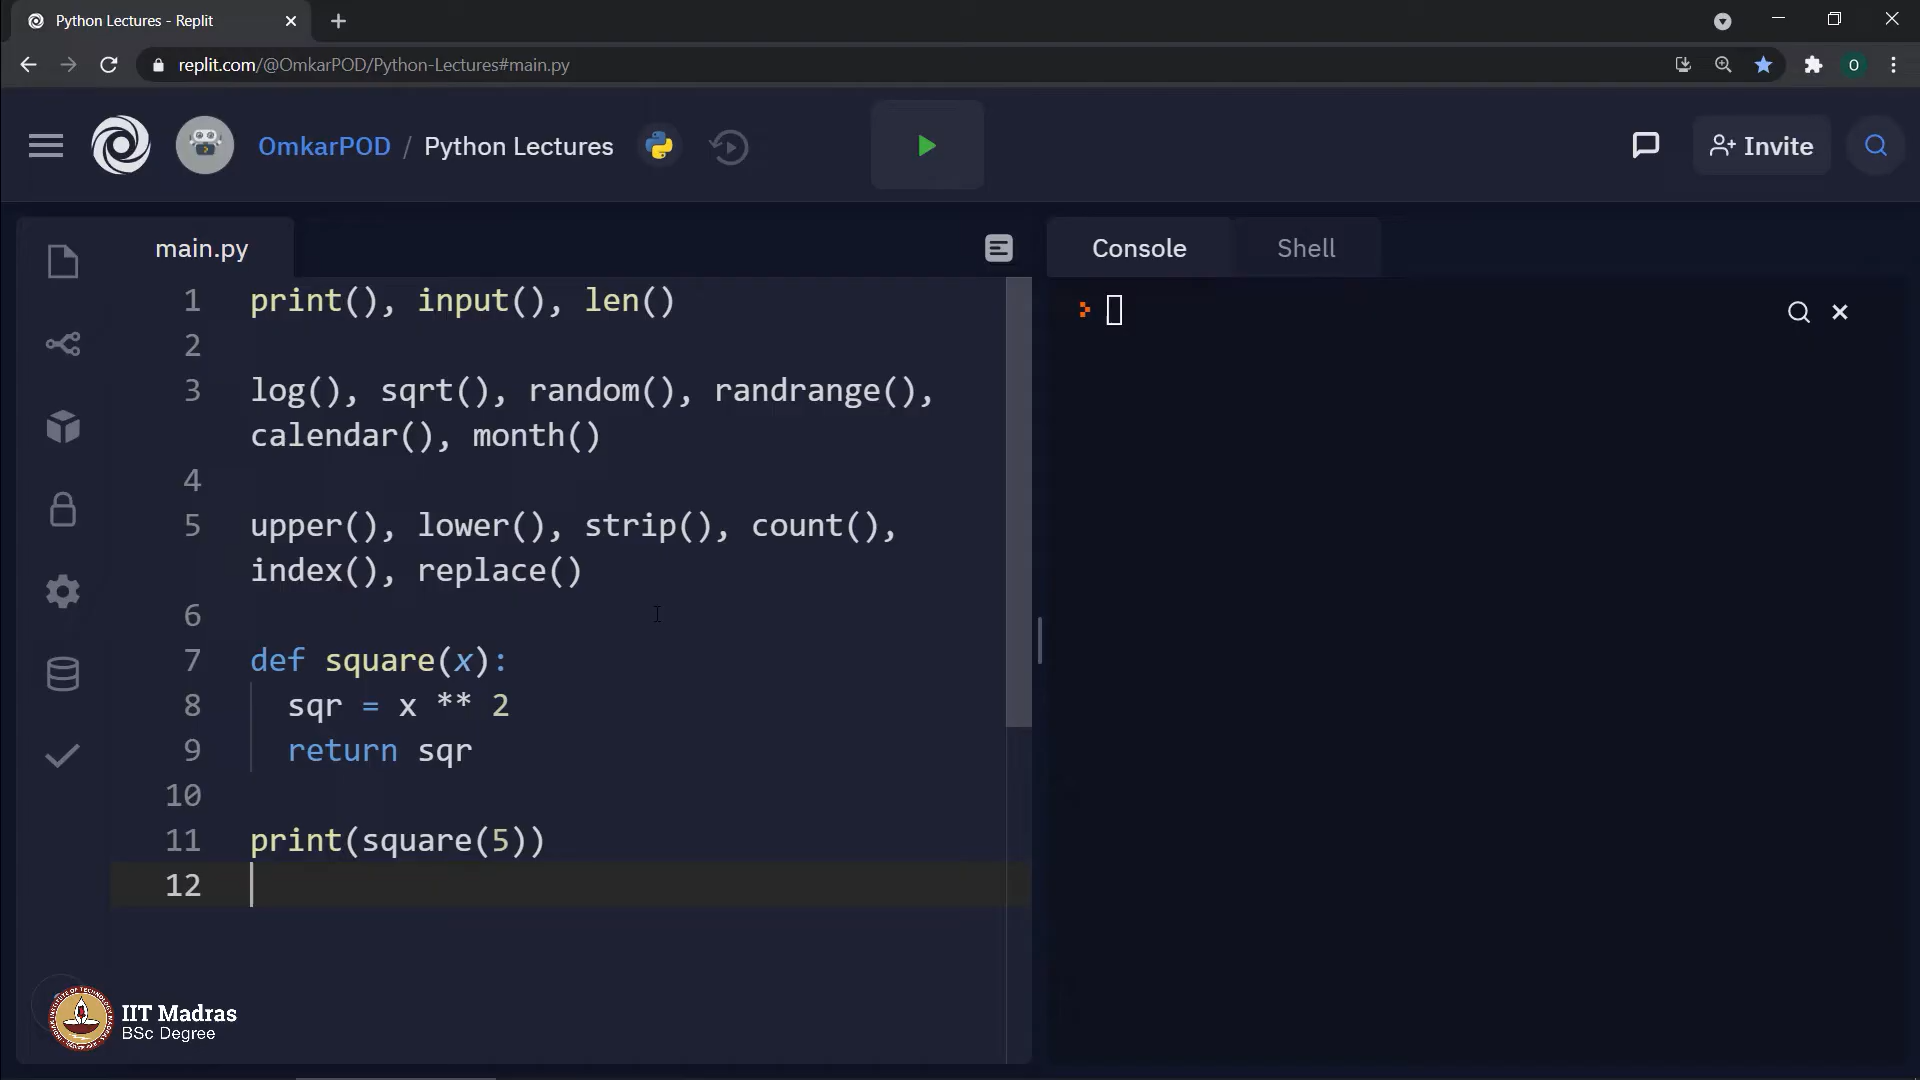 Python Lectures - Replit
replit.com/@OmkarPOD/Python-Lectures#main.py
O
OmkarPOD / Python Lectures
Invite
main.py
Console
Shell
1 print(), input(), len()
2
3 log(), sqrt(), random(), randrange(),
calendar(), month()
4
5 upper(), lower(), strip(), count(),
index(), replace()
6
7 def square(x):
8 sqr = x ** 2
9 return sqr
10
11 print(square(5))
12
IIT Madras
BSc Degree